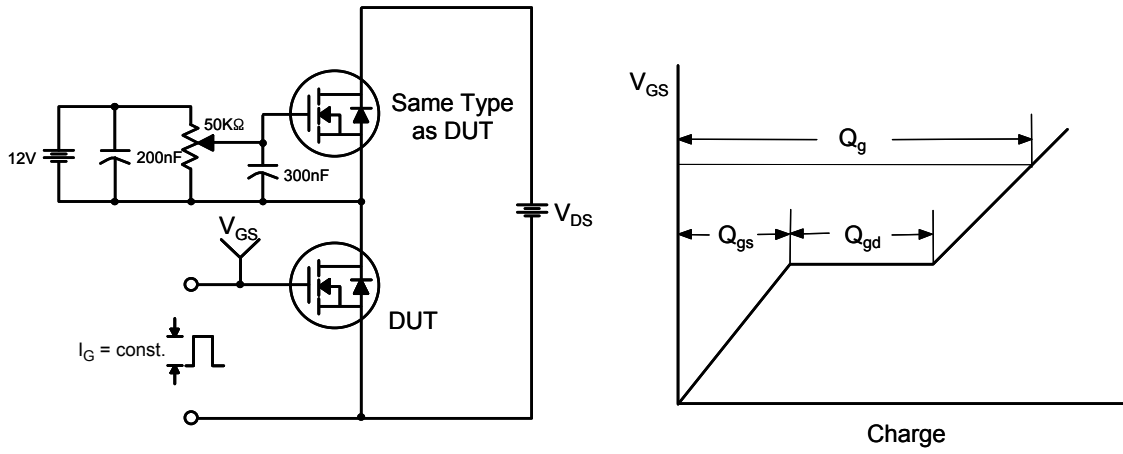 Same Type
as DUT
50KΩ
12V
200nF
300nF
V_GS
V_DS
DUT
I_G = const.
V_GS
Q_g
Q_gs
Q_gd
Charge